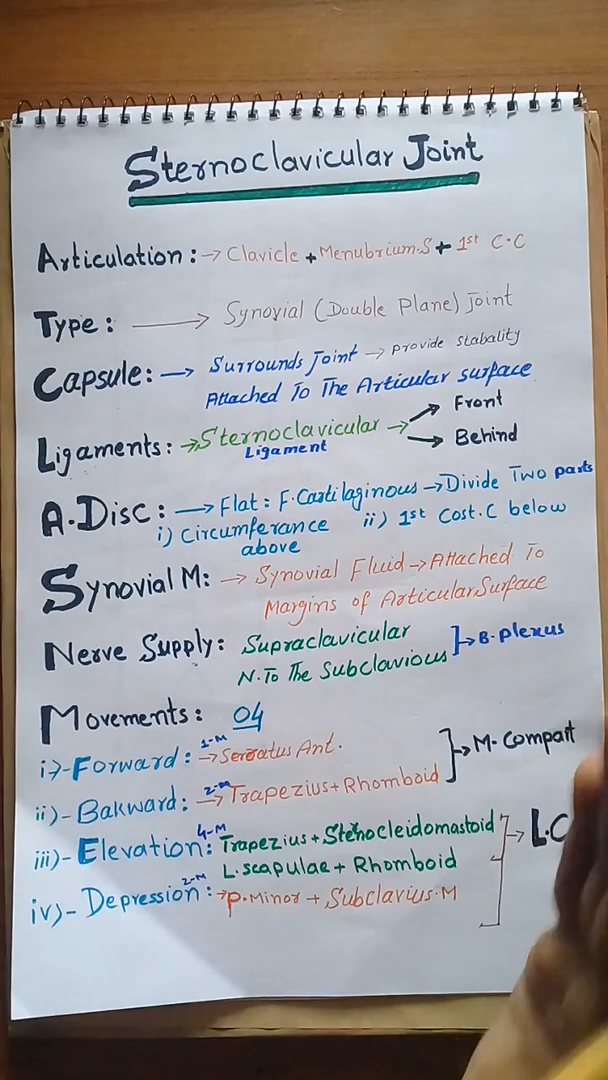 Sternoclavicular Joint
Articulation: → Clavicle + Menubrium.S + 1st C.C
Type: → Synovial (Double Plane) Joint
Capsule: → Surrounds Joint → provide stabality
Attached To The Articular surface
Ligaments: → Sternoclavicular Ligament → Front
→ Behind
A.Disc: → Flat: F.Cartilaginous → Divide Two parts
i) Circumferance above ii) 1st Cost.C below
Synovial M: → Synovial Fluid → Attached To
Margins of Articular Surface
Nerve Supply: Supraclavicular
N.To The Subclavious → B.plexus
Movements: 04
i)-Forward: 1-M → Serratus Ant.
ii)-Bakward: 2-M → Trapezius + Rhomboid → M.Compart
iii)-Elevation: 4-M Trapezius + Stenocleidomastoid → L.C
L.scapulae + Rhomboid
iv)-Depression: 2-M → P.Minor + Subclavius.M